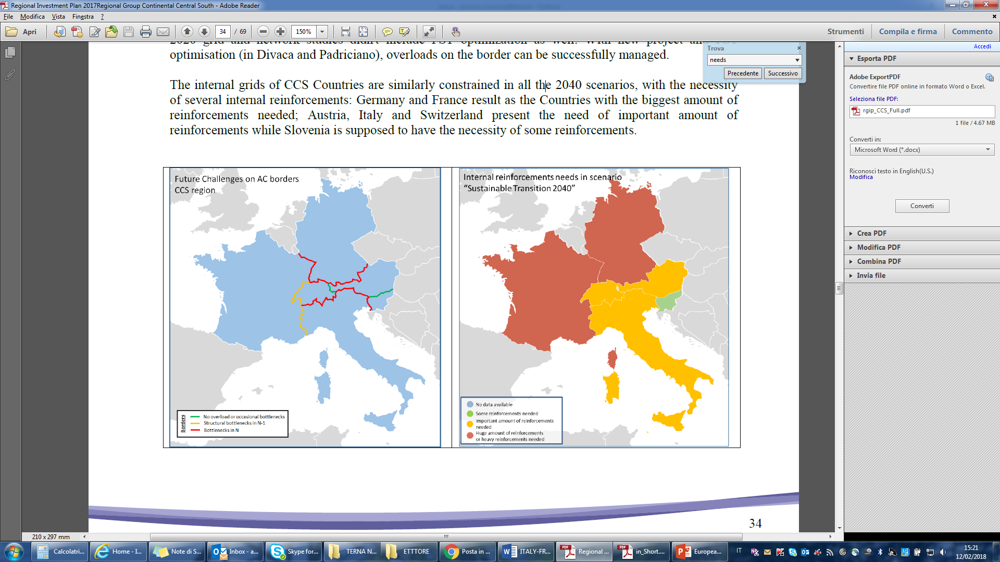 Regional Investment Plan 2017Regional Group Continental Central South - Adobe Reader
File Modifica Vista Finestra ?
Apri 34 / 69 150% Strumenti Compila e firma Commento
optimisation (in Divaca and Padriciano), overloads on the border can be successfully managed.
The internal grids of CCS Countries are similarly constrained in all the 2040 scenarios, with the necessity
of several internal reinforcements: Germany and France result as the Countries with the biggest amount of
reinforcements needed; Austria, Italy and Switzerland present the need of important amount of
reinforcements while Slovenia is supposed to have the necessity of some reinforcements.
Trova
needs
Precedente Successivo
Future Challenges on AC borders
CCS region
Borders
No overload or occasional bottlenecks
Structural bottlenecks in N-1
Bottlenecks in N
Internal reinforcements needs in scenario
“Sustainable Transition 2040”
No data available
Some reinforcements needed
Important amount of reinforcements
needed
Huge amount of reinforcements
or heavy reinforcements needed
34
210 x 297 mm
Accedi
Esporta PDF
Adobe ExportPDF
Convertire file PDF online in formato Word o Excel.
Seleziona file PDF:
rgip_CCS_Full.pdf
1 file / 4.67 MB
Converti in:
Microsoft Word (*.docx)
Riconosci testo in English(U.S.)
Modifica
Converti
Crea PDF
Modifica PDF
Combina PDF
Invia file
Calcolatri... Home - I... Note di S... Inbox - a... Skype for... TERNA N... ETTTORE Posta in ... ITALY-FR... Regional ... in_Short.... Europea... IT 15:21
12/02/2018